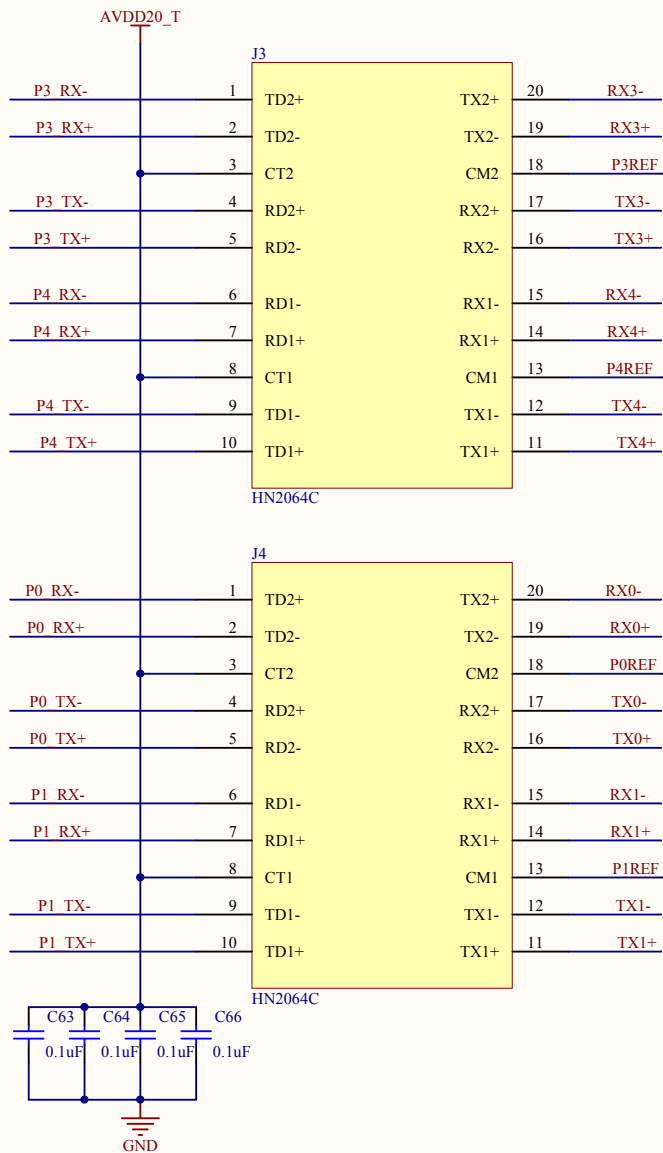 AVDD20_T
J3
P3_RX- 1 TD2+ TX2+ 20 RX3-
P3_RX+ 2 TD2- TX2- 19 RX3+
3 CT2 CM2 18 P3REF
P3_TX- 4 RD2+ RX2+ 17 TX3-
P3_TX+ 5 RD2- RX2- 16 TX3+
P4_RX- 6 RD1- RX1- 15 RX4-
P4_RX+ 7 RD1+ RX1+ 14 RX4+
8 CT1 CM1 13 P4REF
P4_TX- 9 TD1- TX1- 12 TX4-
P4_TX+ 10 TD1+ TX1+ 11 TX4+
HN2064C
J4
P0_RX- 1 TD2+ TX2+ 20 RX0-
P0_RX+ 2 TD2- TX2- 19 RX0+
3 CT2 CM2 18 P0REF
P0_TX- 4 RD2+ RX2+ 17 TX0-
P0_TX+ 5 RD2- RX2- 16 TX0+
P1_RX- 6 RD1- RX1- 15 RX1-
P1_RX+ 7 RD1+ RX1+ 14 RX1+
8 CT1 CM1 13 P1REF
P1_TX- 9 TD1- TX1- 12 TX1-
P1_TX+ 10 TD1+ TX1+ 11 TX1+
HN2064C
C63 C64 C65 C66
0.1uF 0.1uF 0.1uF 0.1uF
GND